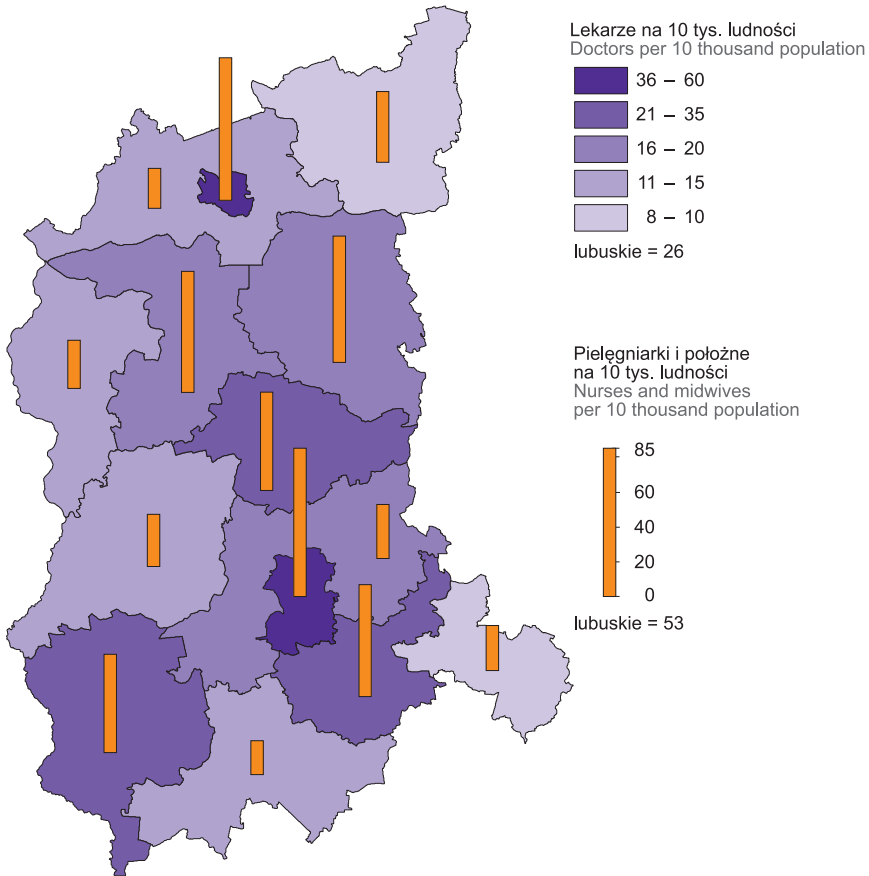 Lekarze na 10 tys. ludności
Doctors per 10 thousand population
36 – 60
21 – 35
16 – 20
11 – 15
8 – 10
lubuskie = 26
Pielęgniarki i położne
na 10 tys. ludności
Nurses and midwives
per 10 thousand population
85
60
40
20
0
lubuskie = 53